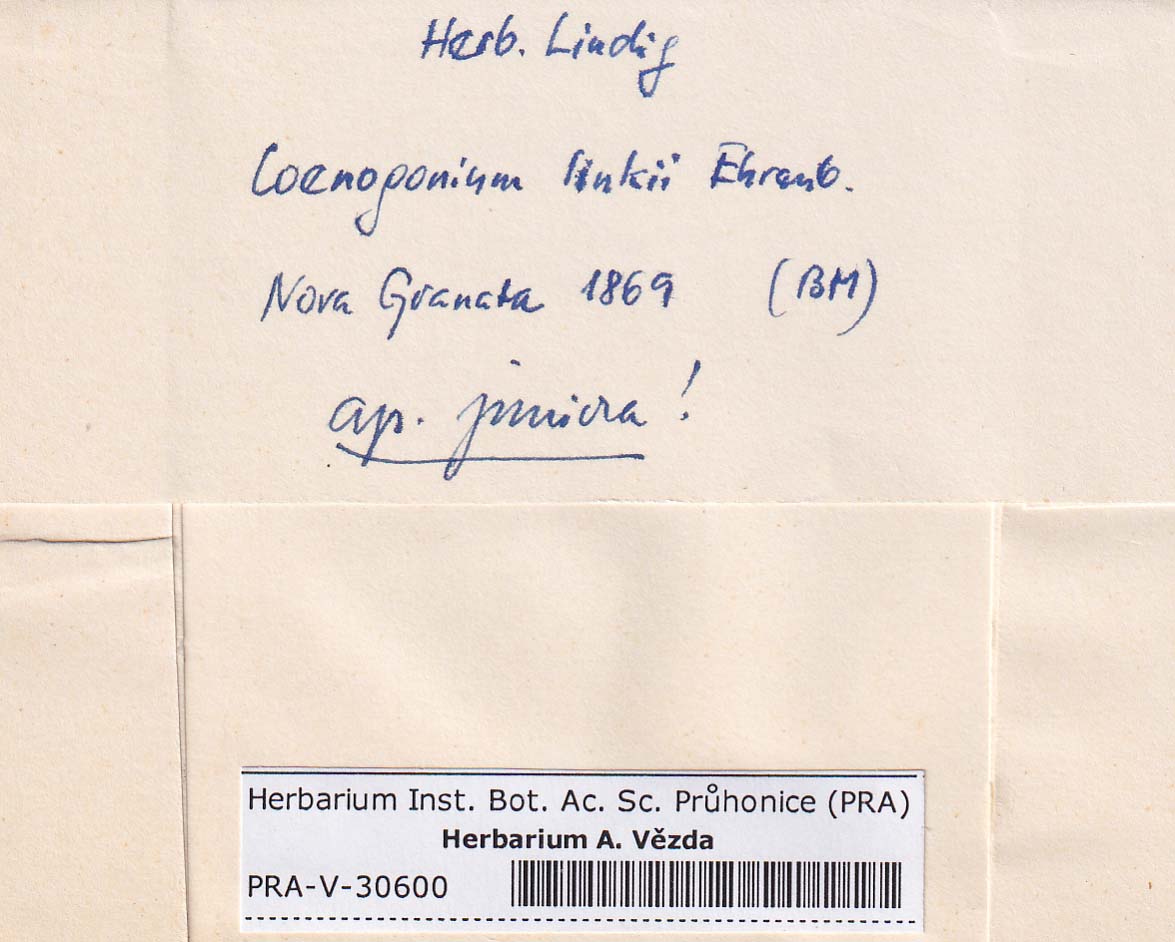 Herb. Lindig
Coenogonium linkii Ehrenb.
Nova Granata 1869 (BM)
ap. !
Herbarium Inst. Bot. Ac. Sc. Průhonice (PRA)
Herbarium A. Vězda
PRA-V-30600